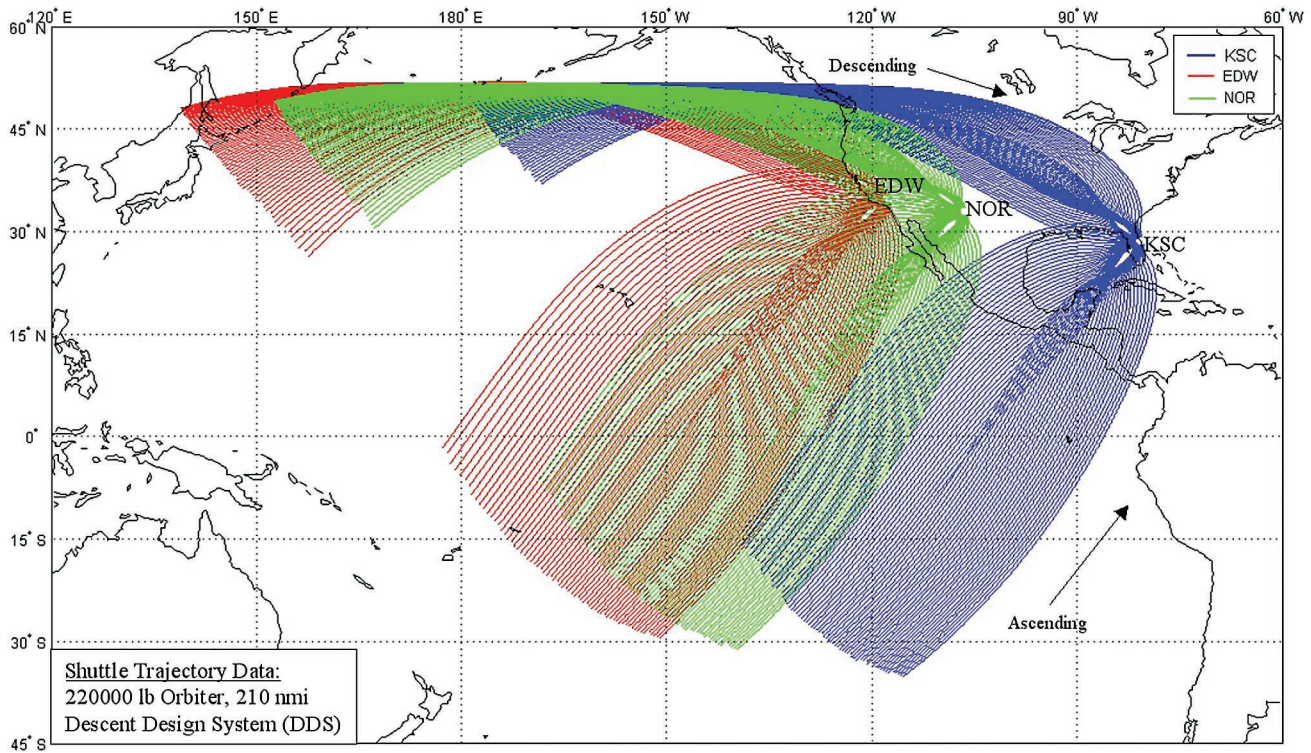 120° E 150° E 180° E 150° W 120° W 90° W 60° W
60° N
45° N
30° N
15° N
0°
15° S
30° S
45° S
KSC
EDW
NOR
Descending
EDW
NOR
KSC
Ascending
Shuttle Trajectory Data:
220000 lb Orbiter, 210 nmi
Descent Design System (DDS)